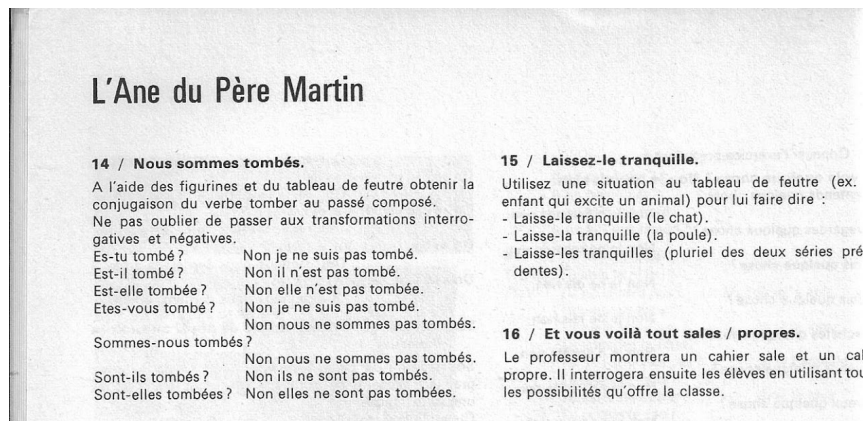 L'Ane du Père Martin
14 / Nous sommes tombés.
A l'aide des figurines et du tableau de feutre obtenir la
conjugaison du verbe tomber au passé composé.
Ne pas oublier de passer aux transformations interro-
gatives et négatives.
Es-tu tombé ? Non je ne suis pas tombé.
Est-il tombé ? Non il n'est pas tombé.
Est-elle tombée ? Non elle n'est pas tombée.
Etes-vous tombé ? Non je ne suis pas tombé.
Non nous ne sommes pas tombés.
Sommes-nous tombés ?
Non nous ne sommes pas tombés.
Sont-ils tombés ? Non ils ne sont pas tombés.
Sont-elles tombées ? Non elles ne sont pas tombées.
15 / Laissez-le tranquille.
Utilisez une situation au tableau de feutre (ex.
enfant qui excite un animal) pour lui faire dire :
- Laisse-le tranquille (le chat).
- Laisse-la tranquille (la poule).
- Laisse-les tranquilles (pluriel des deux séries pré
dentes).
16 / Et vous voilà tout sales / propres.
Le professeur montrera un cahier sale et un cal
propre. Il interrogera ensuite les élèves en utilisant tou
les possibilités qu'offre la classe.